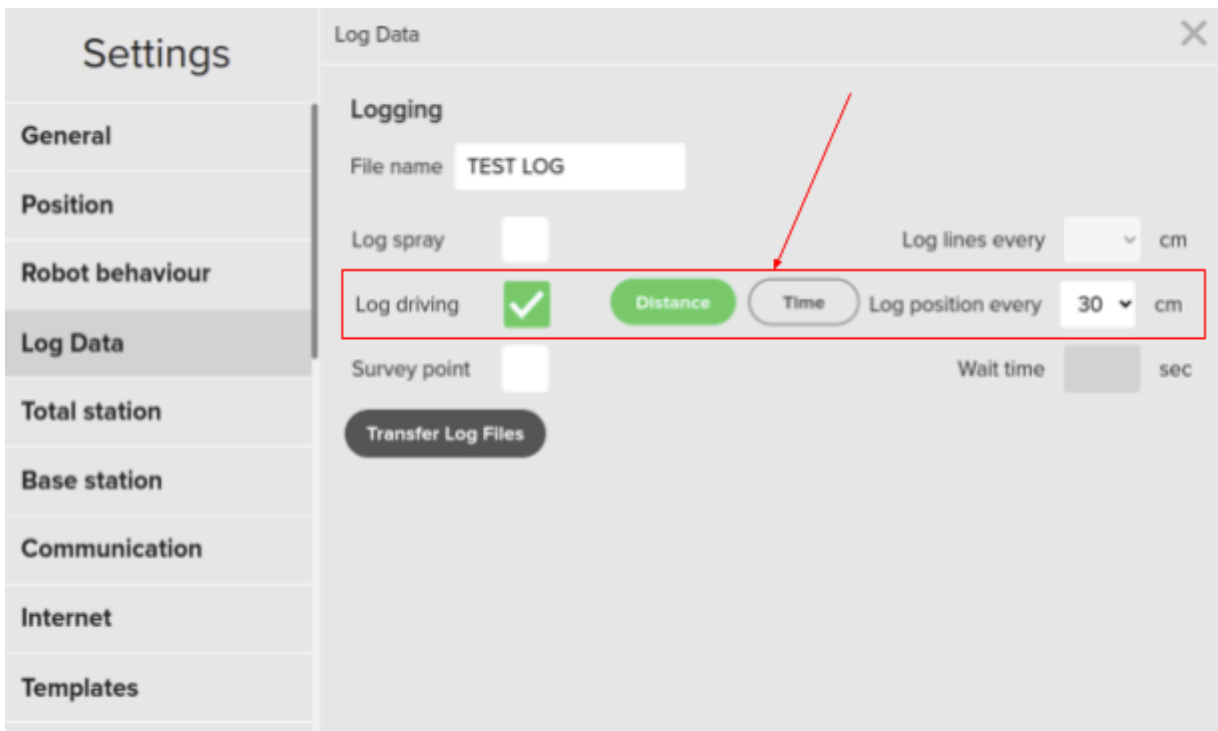 Settings
General
Position
Robot behaviour
Log Data
Total station
Base station
Communication
Internet
Templates
Log Data
Logging
File name TEST LOG
Log spray Log lines every cm
Log driving Distance Time Log position every 30 cm
Survey point Wait time sec
Transfer Log Files